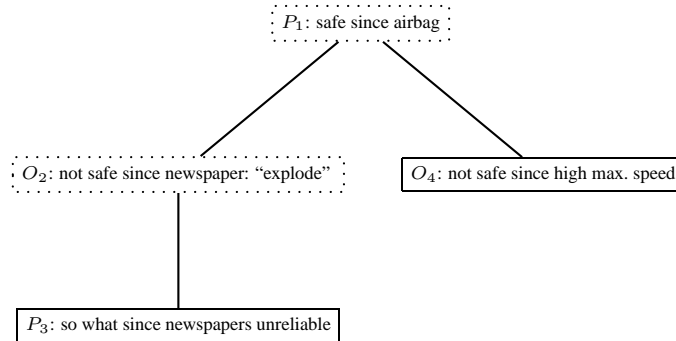 P₁: safe since airbag
O₂: not safe since newspaper: “explode”
O₄: not safe since high max. speed
P₃: so what since newspapers unreliable